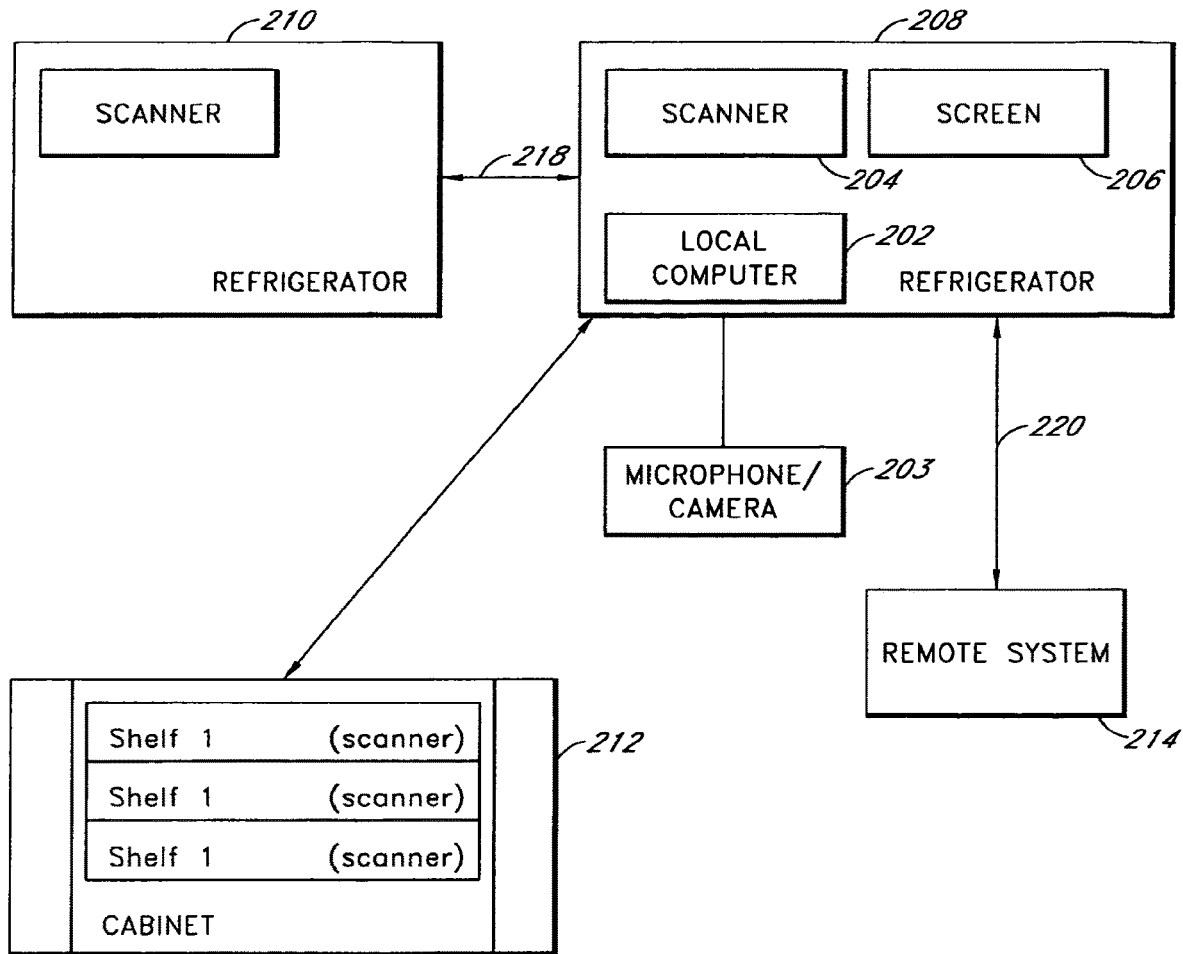 210
208
SCANNER
SCANNER
SCREEN
218
204
206
LOCAL
COMPUTER
202
REFRIGERATOR
REFRIGERATOR
220
MICROPHONE/
CAMERA
203
REMOTE SYSTEM
214
Shelf 1 (scanner)
212
Shelf 1 (scanner)
Shelf 1 (scanner)
CABINET